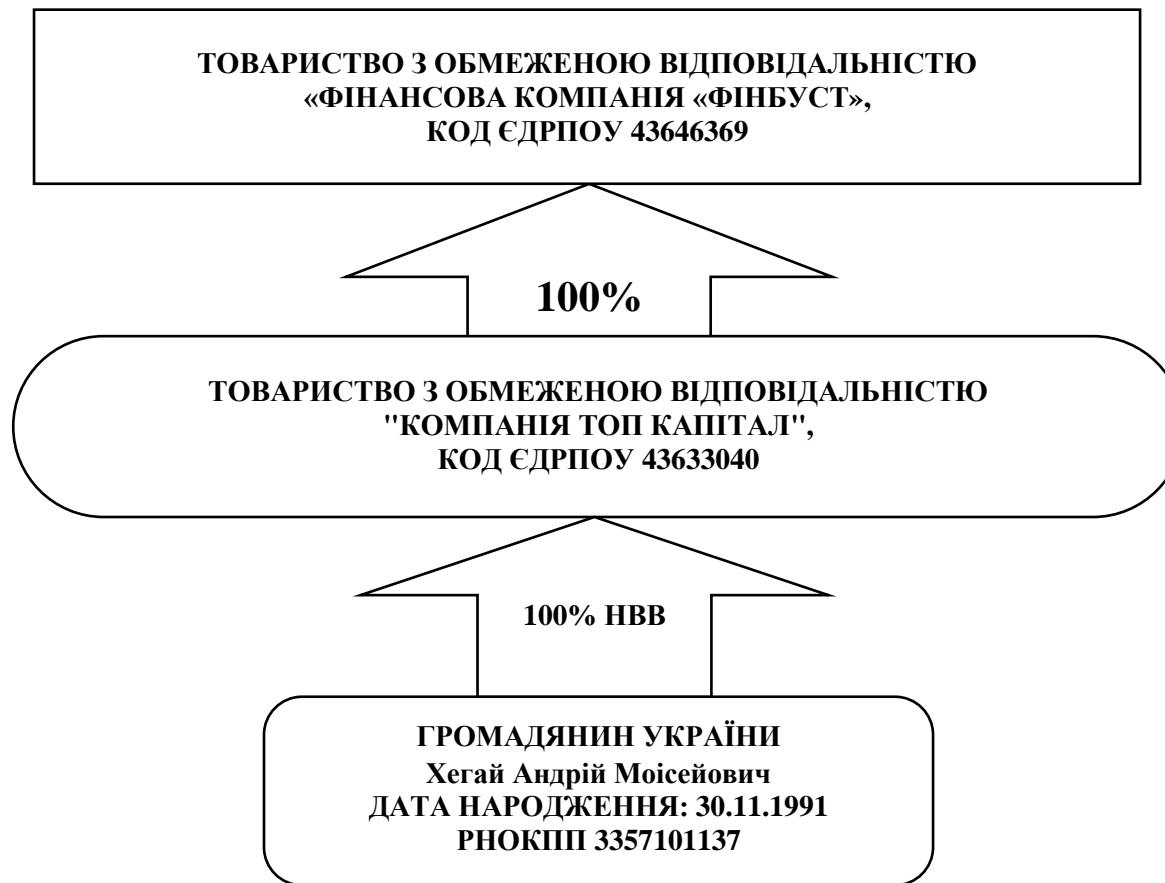 ТОВАРИСТВО З ОБМЕЖЕНОЮ ВІДПОВІДАЛЬНІСТЮ
«ФІНАНСОВА КОМПАНІЯ «ФІНБУСТ»,
КОД ЄДРПОУ 43646369
100%
ТОВАРИСТВО З ОБМЕЖЕНОЮ ВІДПОВІДАЛЬНІСТЮ
"КОМПАНІЯ ТОП КАПІТАЛ",
КОД ЄДРПОУ 43633040
100% НВВ
ГРОМАДЯНИН УКРАЇНИ
Хегай Андрій Моісейович
ДАТА НАРОДЖЕННЯ: 30.11.1991
РНОКПП 3357101137